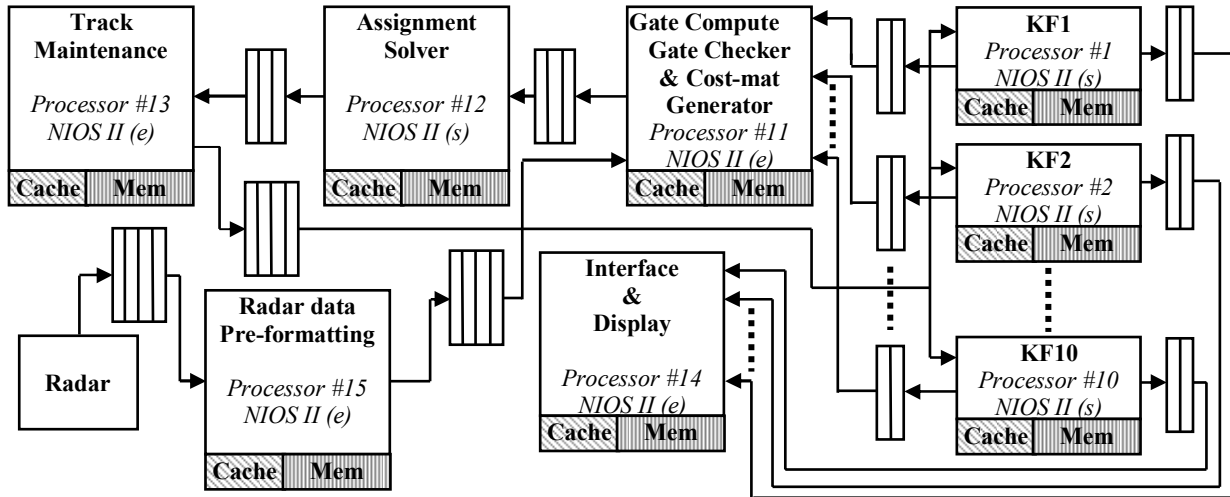 Track
Maintenance
Processor #13
NIOS II (e)
Cache Mem
Assignment
Solver
Processor #12
NIOS II (s)
Cache Mem
Gate Compute
Gate Checker
& Cost-mat
Generator
Processor #11
NIOS II (e)
Cache Mem
KF1
Processor #1
NIOS II (s)
Cache Mem
KF2
Processor #2
NIOS II (s)
Cache Mem
KF10
Processor #10
NIOS II (s)
Cache Mem
Radar
Radar data
Pre-formatting
Processor #15
NIOS II (e)
Cache Mem
Interface
&
Display
Processor #14
NIOS II (e)
Cache Mem